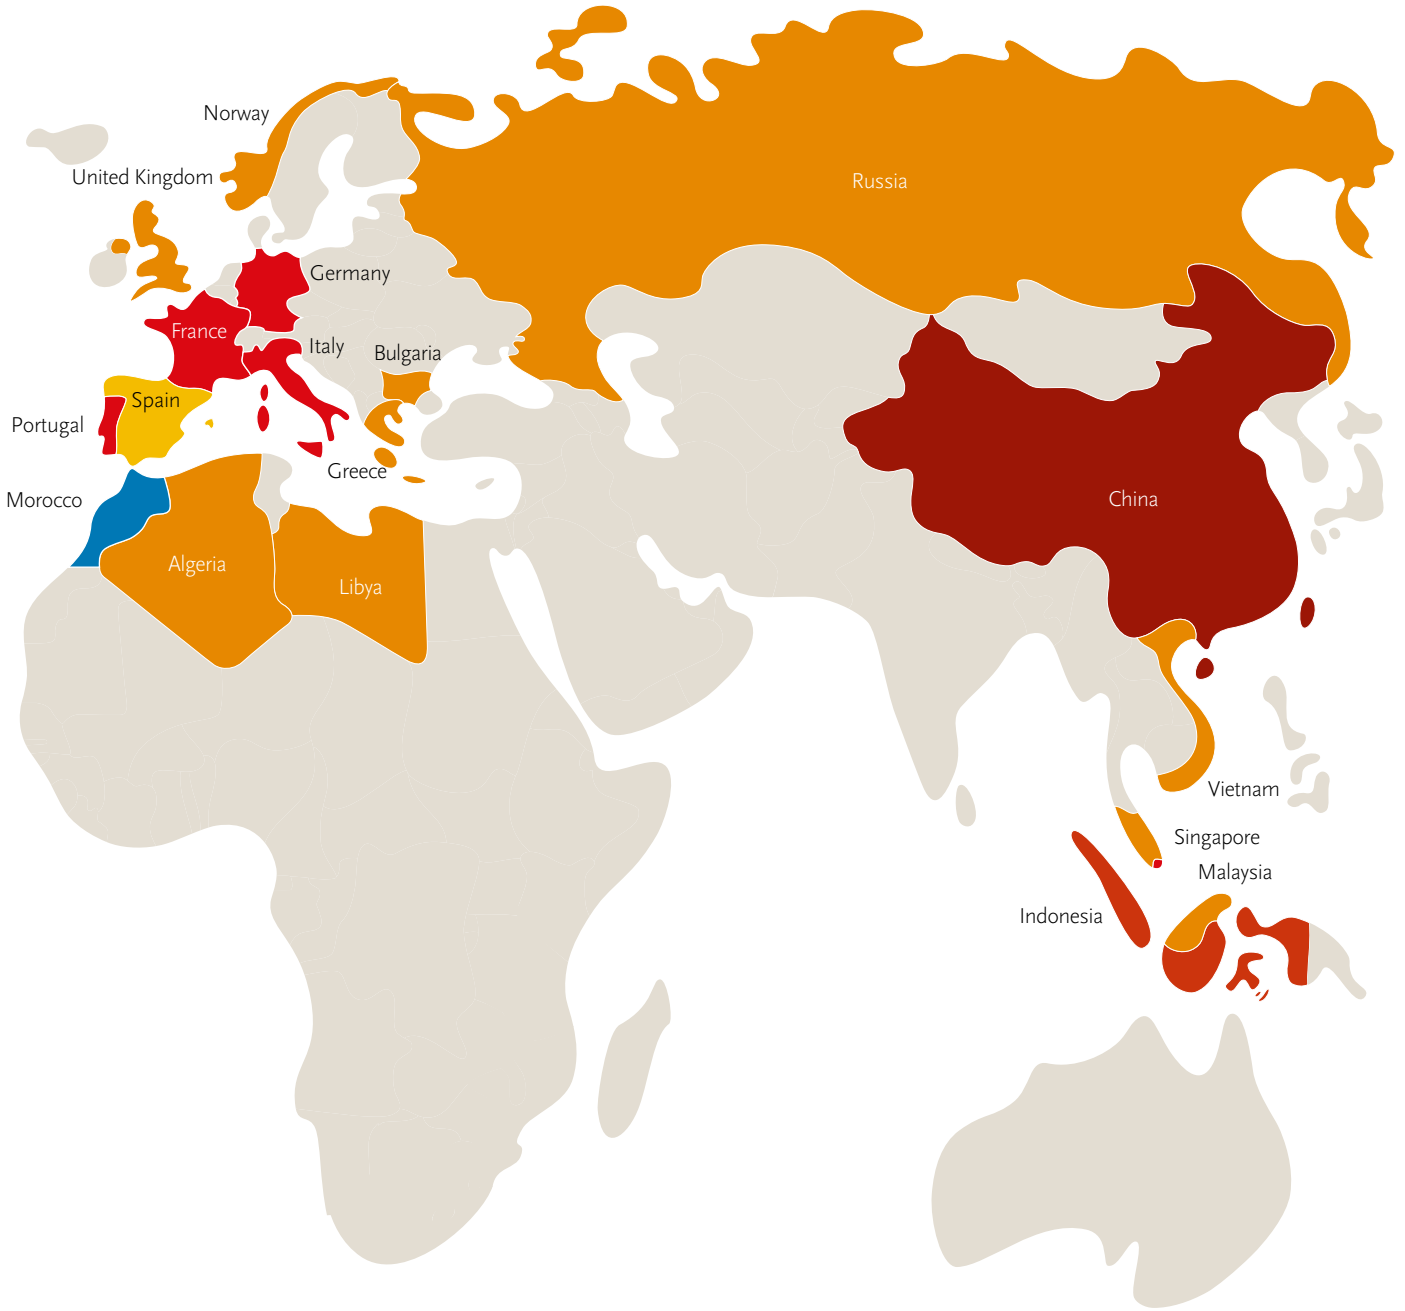 Norway
United Kingdom
Russia
Germany
France
Italy
Bulgaria
Spain
Portugal
Greece
Morocco
China
Algeria
Libya
Vietnam
Singapore
Malaysia
Indonesia